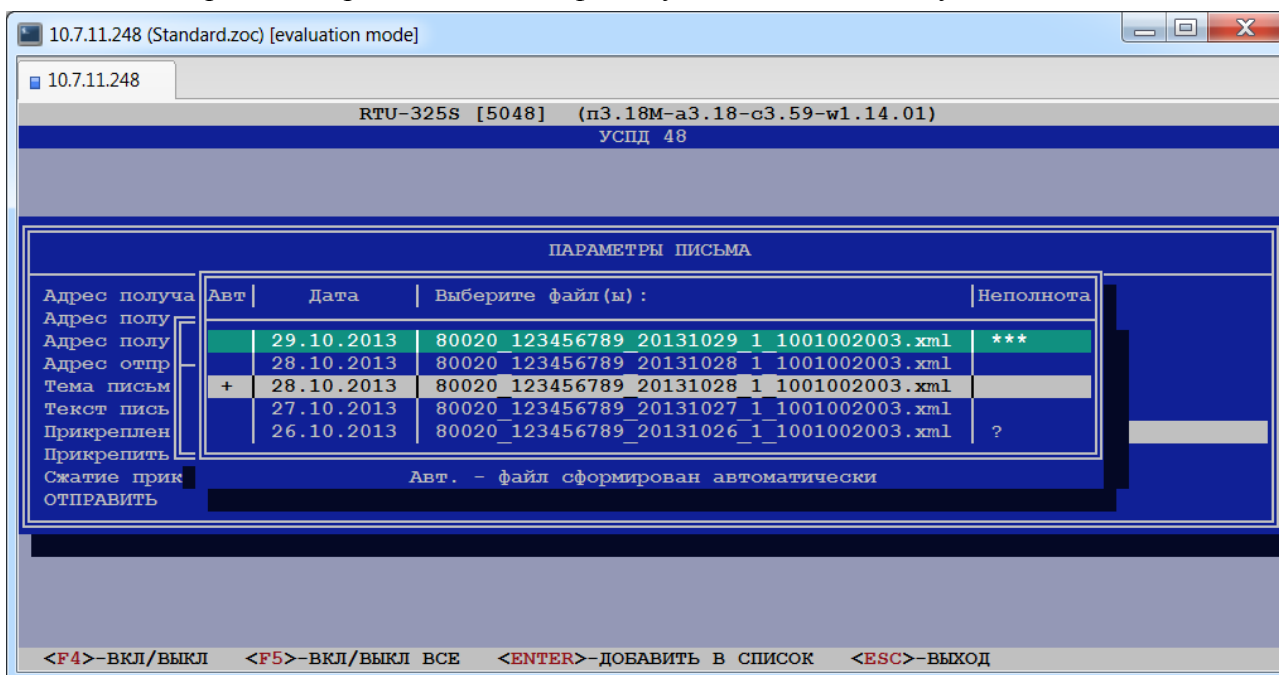 10.7.11.248 (Standard.zoc) [evaluation mode]
10.7.11.248
RTU-325S [5048] (п3.18М-а3.18-с3.59-w1.14.01)
УСПД 48
ПАРАМЕТРЫ ПИСЬМА
Адрес получа Авт Дата Выберите файл(ы): Неполнота
Адрес полу
Адрес полу 29.10.2013 80020_123456789_20131029_1_1001002003.xml ***
Адрес отпр 28.10.2013 80020_123456789_20131028_1_1001002003.xml
Тема письм + 28.10.2013 80020_123456789_20131028_1_1001002003.xml
Текст пись 27.10.2013 80020_123456789_20131027_1_1001002003.xml
Прикреплен 26.10.2013 80020_123456789_20131026_1_1001002003.xml ?
Прикрепить
Сжатие прик Авт. - файл сформирован автоматически
ОТПРАВИТЬ
<F4>-ВКЛ/ВЫКЛ <F5>-ВКЛ/ВЫКЛ ВСЕ <ENTER>-ДОБАВИТЬ В СПИСОК <ESC>-ВЫХОД